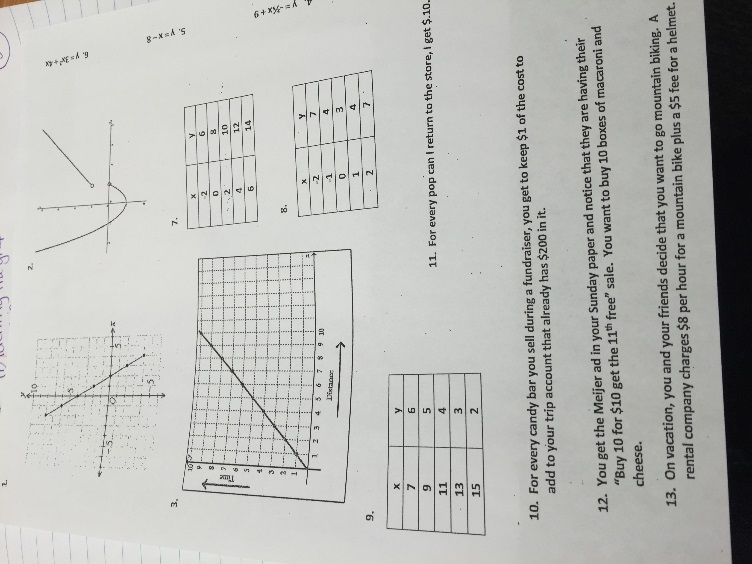 1.
2.
3.
10
9
8
7
6
5
4
3
2
1
Time
1 2 3 4 5 6 7 8 9 10
Distance
4. y =
+ 9
5. y = x – 8
6. y = 3x² + 4x
7.
x y
-2 6
0 8
2 10
4 12
6 14
8.
x y
-2 7
-1 4
0 3
1 4
2 7
9.
x y
7 6
9 5
11 4
13 3
15 2
11. For every pop can I return to the store, I get $.10.
10. For every candy bar you sell during a fundraiser, you get to keep $1 of the cost to
add to your trip account that already has $200 in it.
12. You get the Meijer ad in your Sunday paper and notice that they are having their
"Buy 10 for $10 get the 11th free" sale. You want to buy 10 boxes of macaroni and
cheese.
13. On vacation, you and your friends decide that you want to go mountain biking. A
rental company charges $8 per hour for a mountain bike plus a $5 fee for a helmet.